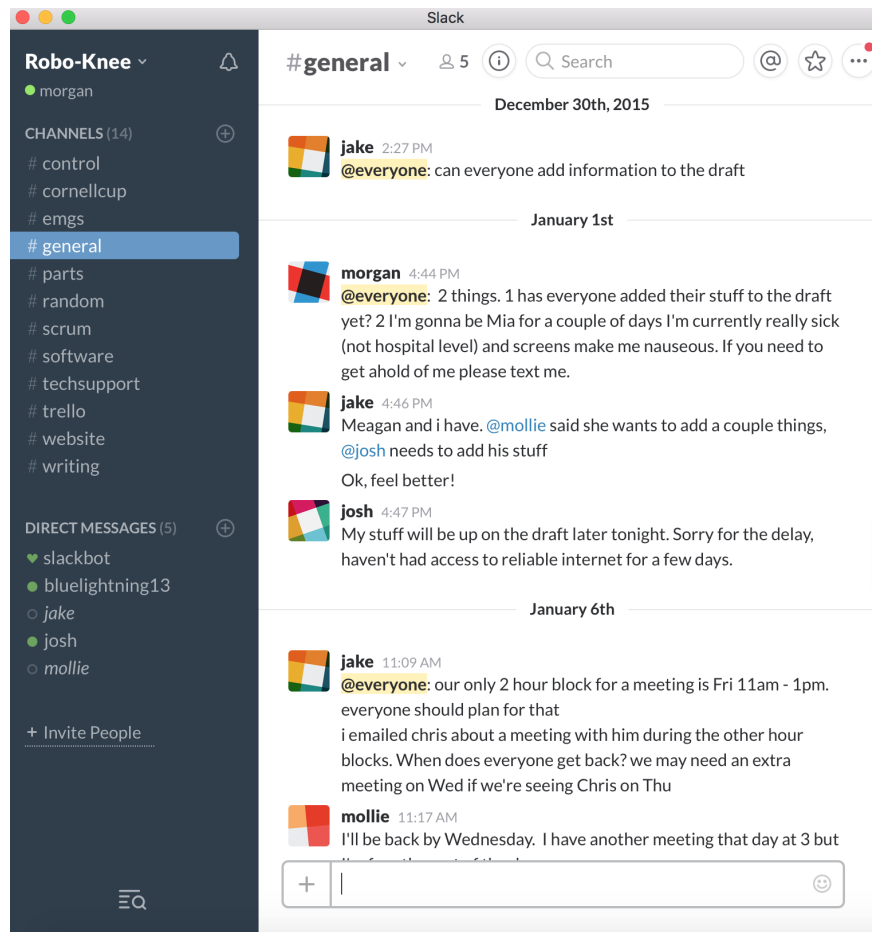 Slack
Robo-Knee
morgan
CHANNELS (14)
# control
# cornellcup
# emgs
# general
# parts
# random
# scrum
# software
# techsupport
# trello
# website
# writing
DIRECT MESSAGES (5)
slackbot
bluelightning13
jake
josh
mollie
+ Invite People
#general
5
Search
December 30th, 2015
jake 2:27 PM
@everyone: can everyone add information to the draft
January 1st
morgan 4:44 PM
@everyone: 2 things. 1 has everyone added their stuff to the draft
yet? 2 I'm gonna be Mia for a couple of days I'm currently really sick
(not hospital level) and screens make me nauseous. If you need to
get ahold of me please text me.
jake 4:46 PM
Meagan and i have. @mollie said she wants to add a couple things,
@josh needs to add his stuff
Ok, feel better!
josh 4:47 PM
My stuff will be up on the draft later tonight. Sorry for the delay,
haven't had access to reliable internet for a few days.
January 6th
jake 11:09 AM
@everyone: our only 2 hour block for a meeting is Fri 11am - 1pm.
everyone should plan for that
i emailed chris about a meeting with him during the other hour
blocks. When does everyone get back? we may need an extra
meeting on Wed if we're seeing Chris on Thu
mollie 11:17 AM
I'll be back by Wednesday. I have another meeting that day at 3 but